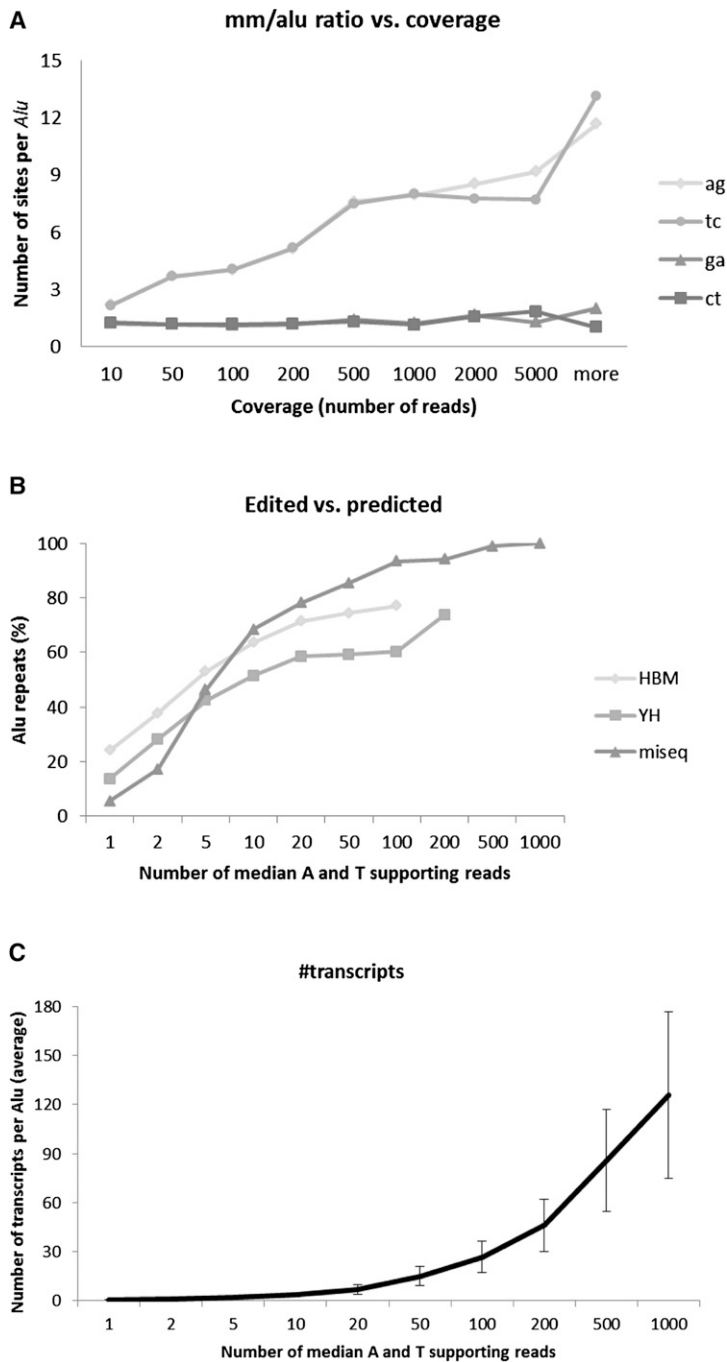 A
mm/alu ratio vs. coverage
Number of sites per Alu
15
12
9
6
3
0
10 50 100 200 500 1000 2000 5000 more
Coverage (number of reads)
ag
tc
ga
ct
B
Edited vs. predicted
Alu repeats (%)
100
80
60
40
20
0
1 2 5 10 20 50 100 200 500 1000
Number of median A and T supporting reads
HBM
YH
miseq
C
#transcripts
Number of transcripts per Alu (average)
180
150
120
90
60
30
0
1 2 5 10 20 50 100 200 500 1000
Number of median A and T supporting reads